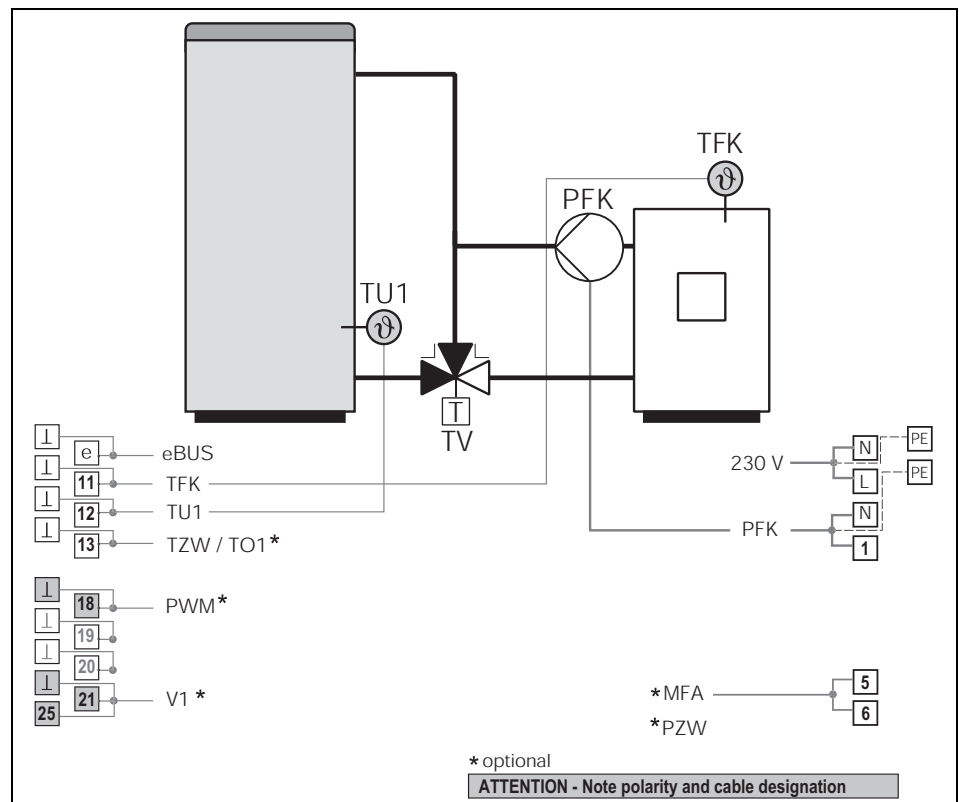 TFK
ϑ
PFK
TU1
ϑ
T
TV
⊥
e eBUS
⊥
11 TFK
⊥
12 TU1
⊥
13 TZW / TO1*
230 V N PE
L PE
PFK N
1
⊥
18 PWM*
⊥
19
⊥
20
⊥
21 V1 *
25
*MFA 5
*PZW 6
* optional
ATTENTION - Note polarity and cable designation